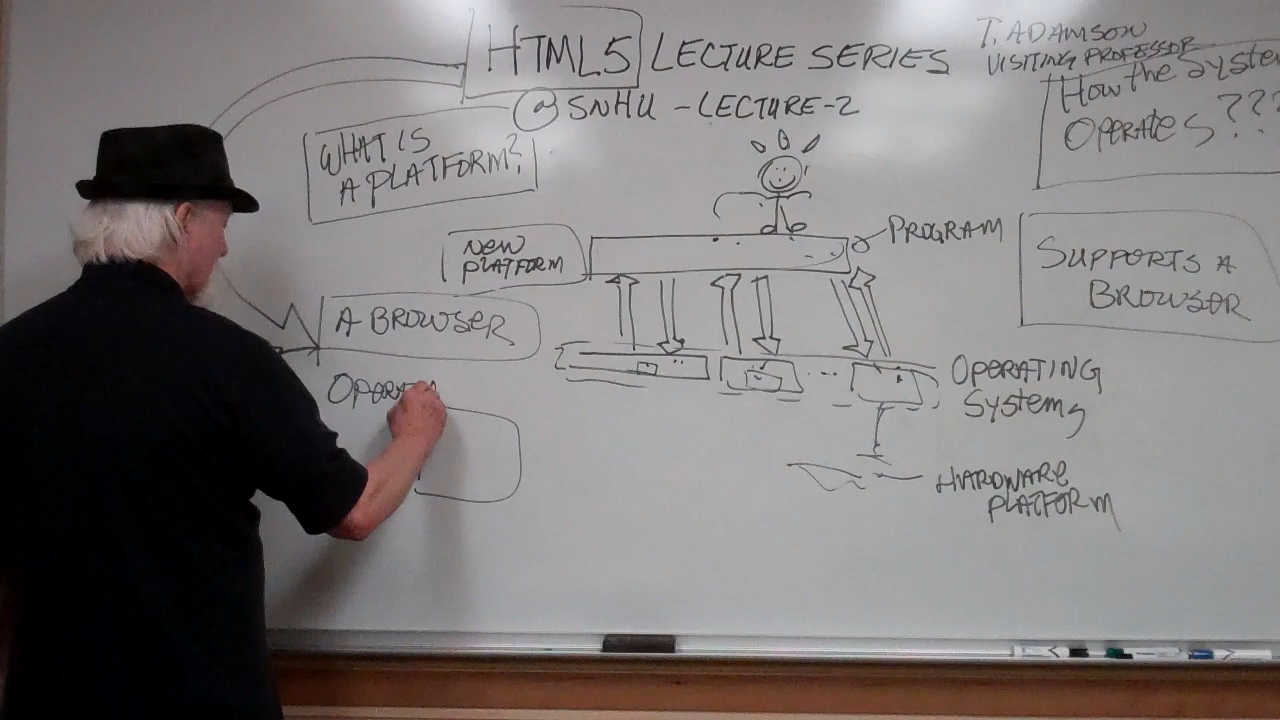 HTML5 LECTURE SERIES
@ SNHU - LECTURE-2
T. ADAMSON
VISITING PROFESSOR
How the System
OPERATES???
WHAT IS
A PLATFORM?
NEW
PLATFORM
PROGRAM
SUPPORTS A
BROWSER
A BROWSER
OPERATING
SYSTEMS
OPERAT
HARDWARE
PLATFORM